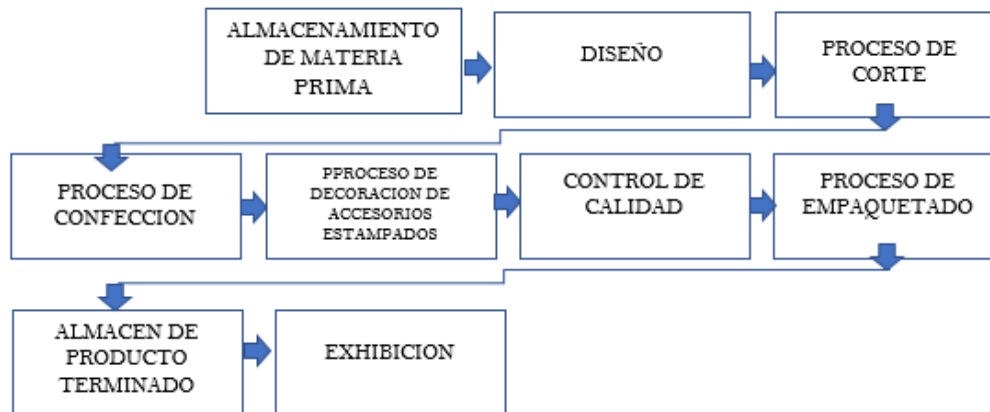 ALMACENAMIENTO
DE MATERIA
PRIMA
DISEÑO
PROCESO DE
CORTE
PROCESO DE
CONFECCION
PPROCESO DE
DECORACION DE
ACCESORIOS
ESTAMPADOS
CONTROL DE
CALIDAD
PROCESO DE
EMPAQUETADO
ALMACEN DE
PRODUCTO
TERMINADO
EXHIBICION